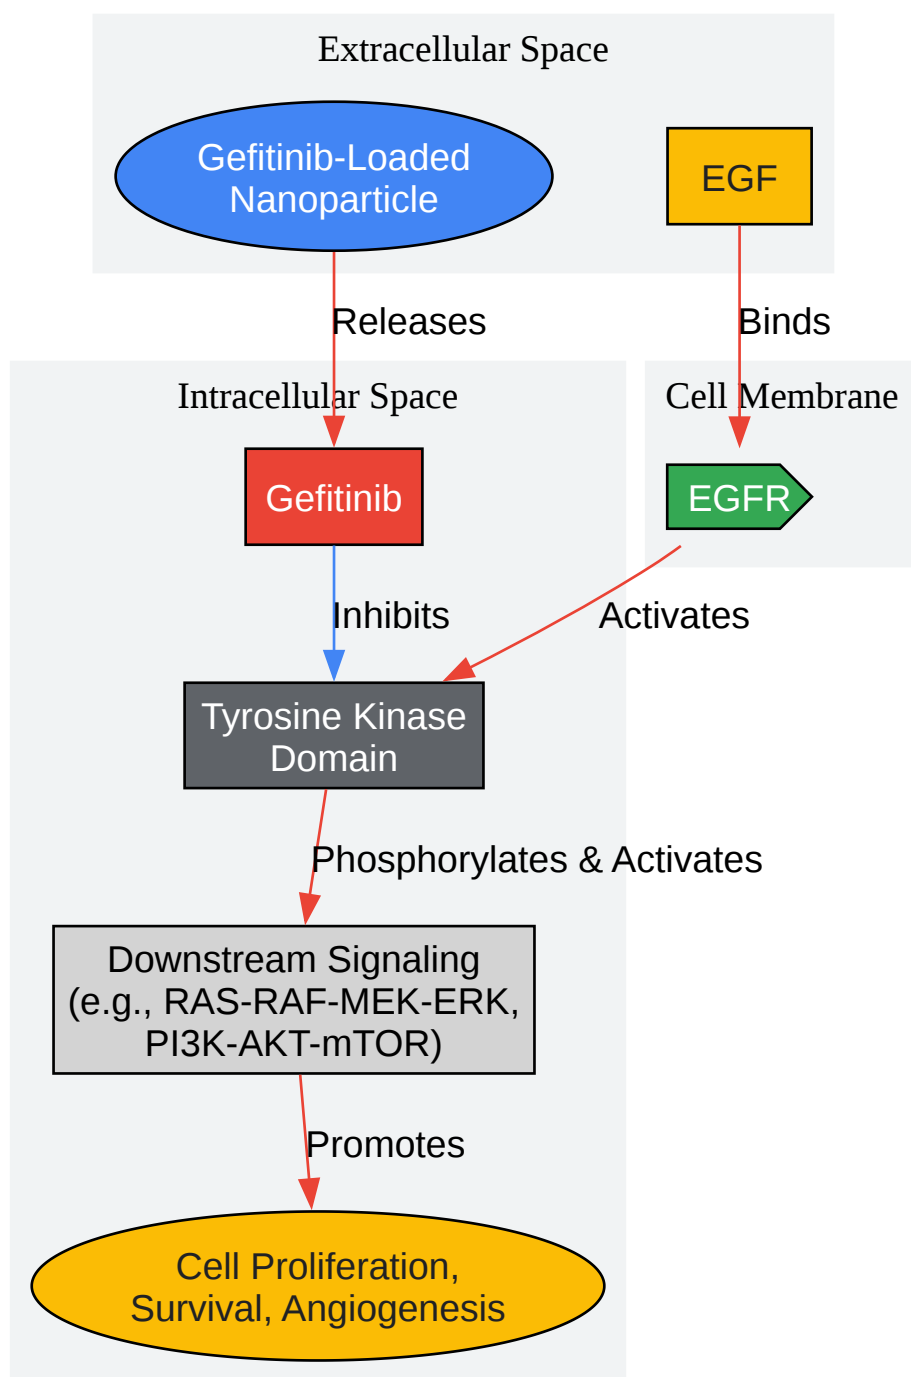 Extracellular Space
Gefitinib-Loaded
Nanoparticle
EGF
Releases
Binds
Intracellular Space
Cell Membrane
Gefitinib
EGFR
Inhibits
Activates
Tyrosine Kinase
Domain
Phosphorylates & Activates
Downstream Signaling
(e.g., RAS-RAF-MEK-ERK,
PI3K-AKT-mTOR)
Promotes
Cell Proliferation,
Survival, Angiogenesis